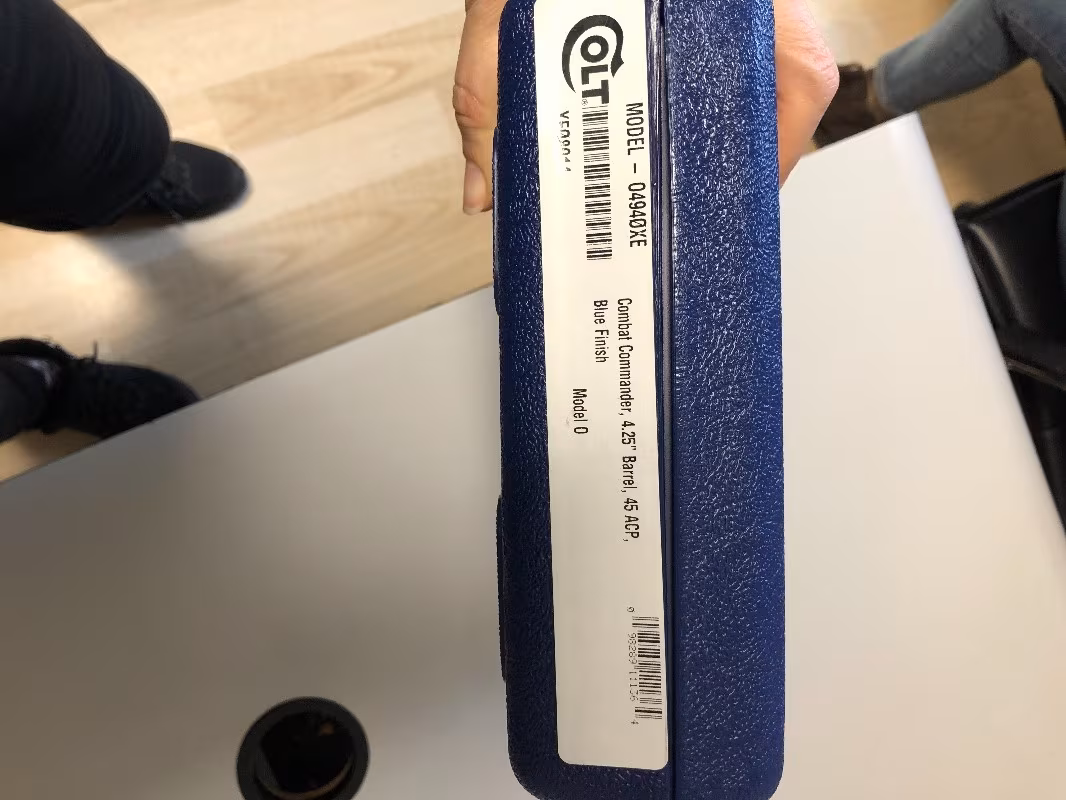 COLT
MODEL - 04940XE
Combat Commander, 4.25" Barrel, 45 ACP,
Blue Finish
Model O